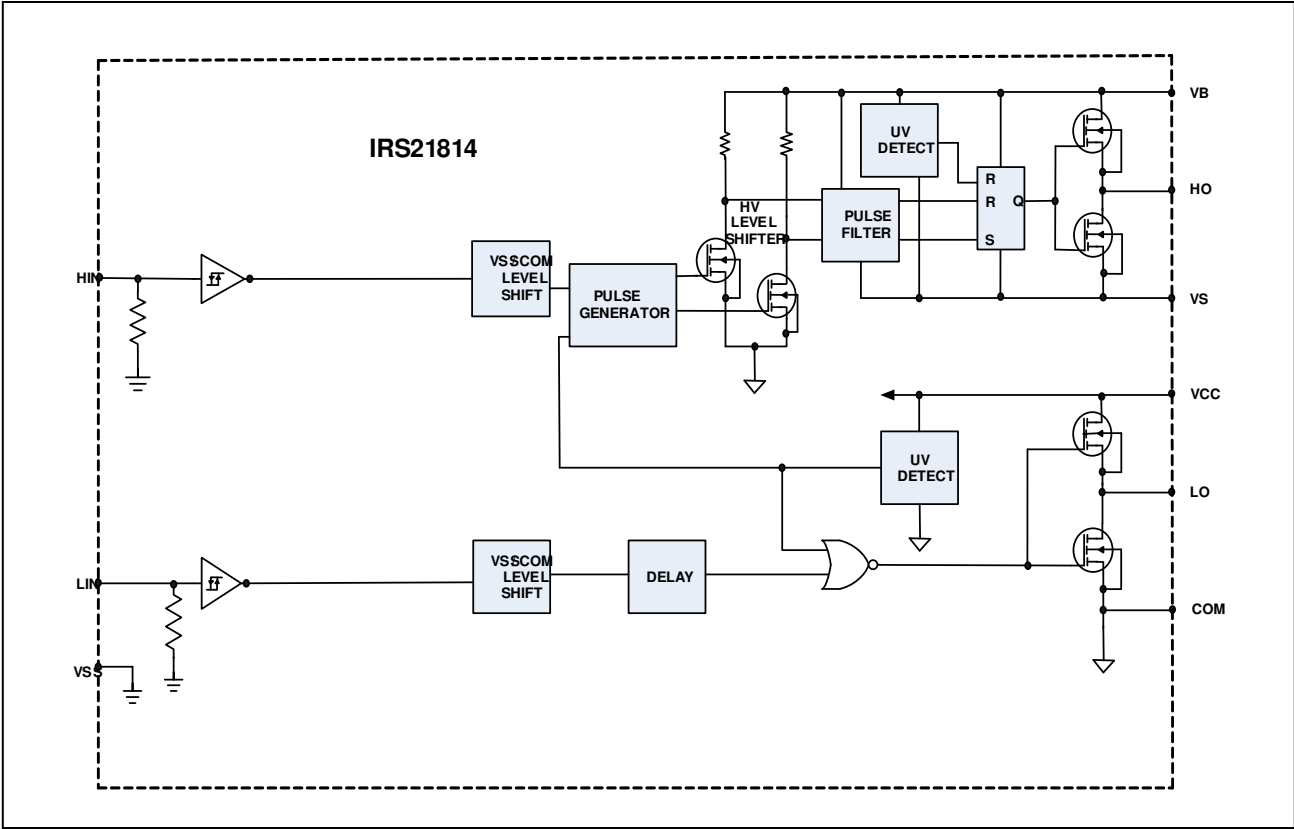 IRS21814
VB
UV
DETECT
R
R
Q
S
HO
HV
LEVEL
SHIFTER
PULSE
FILTER
HIN
VSSCOM
LEVEL
SHIFT
PULSE
GENERATOR
VS
VCC
UV
DETECT
LO
LIN
VSSCOM
LEVEL
SHIFT
DELAY
COM
VSS